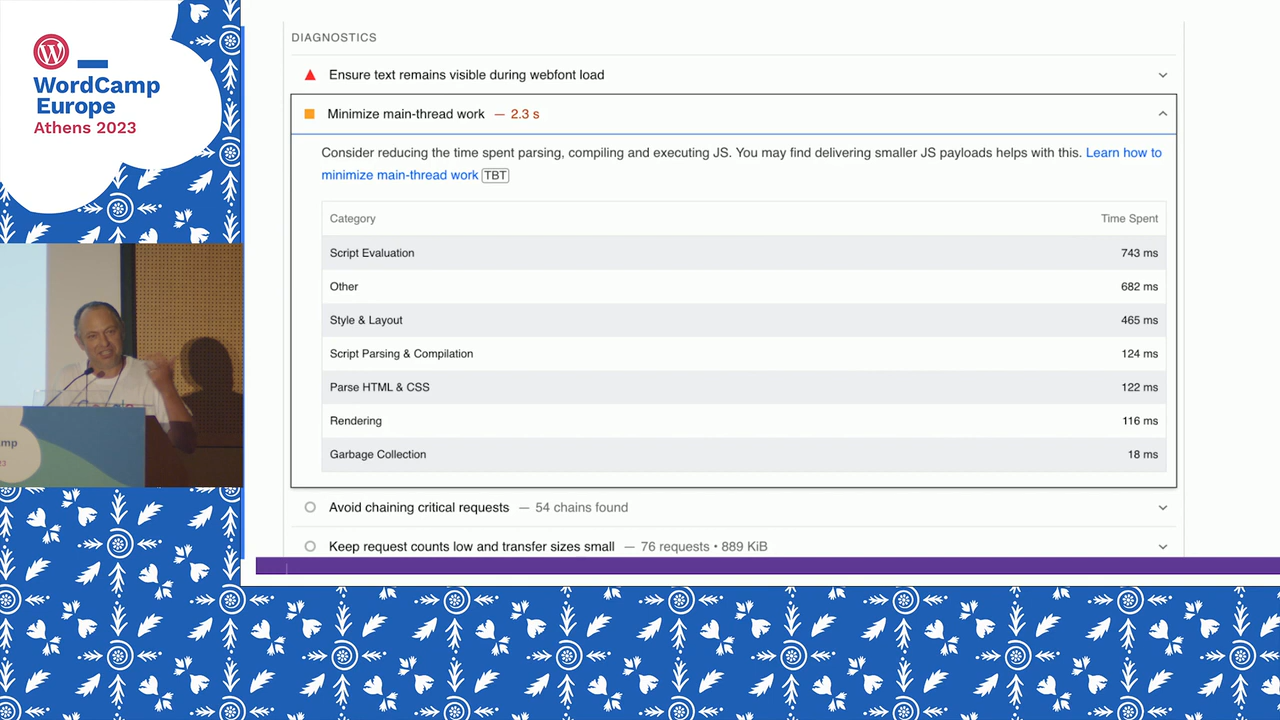 WordCamp
Europe
Athens 2023
DIAGNOSTICS
Ensure text remains visible during webfont load
Minimize main-thread work — 2.3 s
Consider reducing the time spent parsing, compiling and executing JS. You may find delivering smaller JS payloads helps with this. Learn how to
minimize main-thread work TBT
Category Time Spent
Script Evaluation 743 ms
Other 682 ms
Style & Layout 465 ms
Script Parsing & Compilation 124 ms
Parse HTML & CSS 122 ms
Rendering 116 ms
Garbage Collection 18 ms
Avoid chaining critical requests — 54 chains found
Keep request counts low and transfer sizes small — 76 requests • 889 KiB